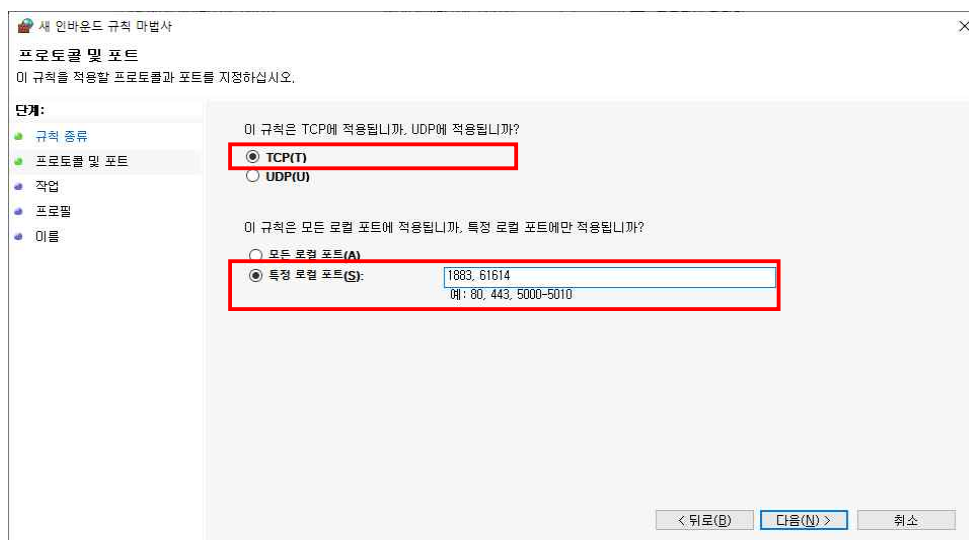 새 인바운드 규칙 마법사
프로토콜 및 포트
이 규칙을 적용할 프로토콜과 포트를 지정하십시오.
단계:
규칙 종류
프로토콜 및 포트
작업
프로필
이름
이 규칙은 TCP에 적용됩니까, UDP에 적용됩니까?
TCP(T)
UDP(U)
이 규칙은 모든 로컬 포트에 적용됩니까, 특정 로컬 포트에만 적용됩니까?
모든 로컬 포트(A)
특정 로컬 포트(S): 1883, 61614
예: 80, 443, 5000-5010
< 뒤로(B) 다음(N) > 취소